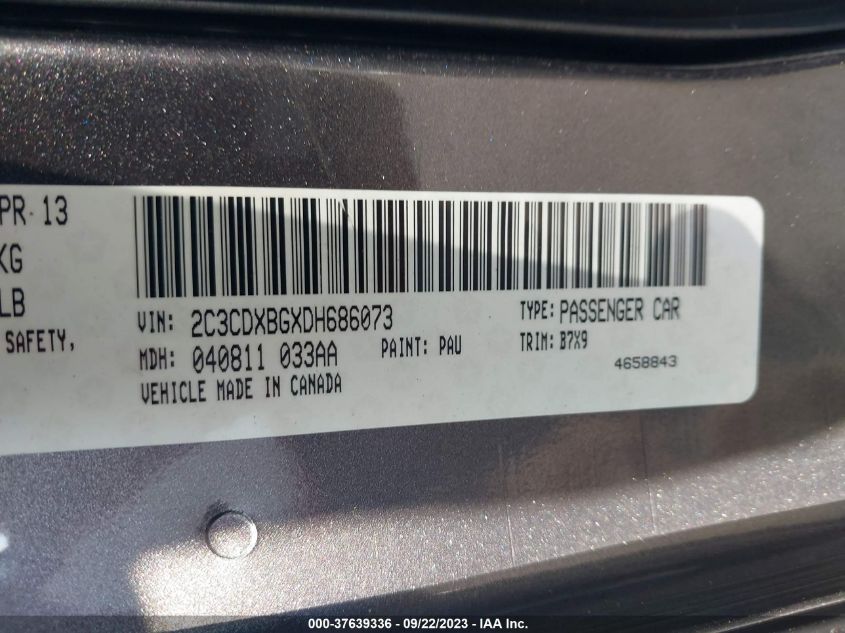 PR 13
KG
LB
SAFETY,
VIN: 2C3CDXBGXDH686073
TYPE: PASSENGER CAR
MDH: 040811 033AA
PAINT: PAU
TRIM: B7X9
VEHICLE MADE IN CANADA
4658843
000-37639336 - 09/22/2023 - IAA Inc.